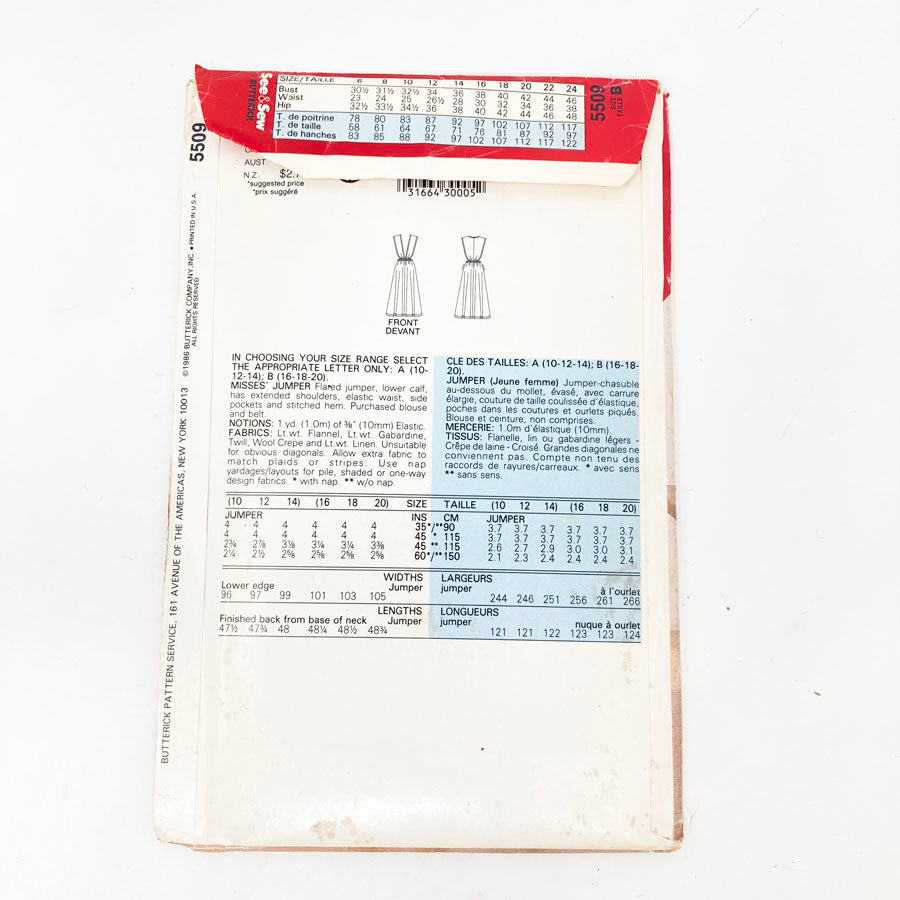 SIZE/TAILLE 6 8 10 12 14 16 18 20 22 24
Bust 30½ 31½ 32½ 34 36 38 40 42 44 46
Waist 23 24 25 26½ 28 30 32 34 36 38
Hip 32½ 33½ 34½ 36 38 40 42 44 46 48
T. de poitrine 78 80 83 87 92 97 102 107 112 117
T. de taille 58 61 64 67 71 76 81 87 92 97
T. de hanches 83 85 88 92 97 102 107 112 117 122
See & Sew
BUTTERICK
5509
SIZE
TAILLE
B
5509
AUST.
N.Z. $2.
*suggested price
*prix suggéré
31664 30005
FRONT
DEVANT
IN CHOOSING YOUR SIZE RANGE SELECT
THE APPROPRIATE LETTER ONLY: A (10-
12-14); B (16-18-20).
MISSES' JUMPER Flared jumper, lower calf,
has extended shoulders, elastic waist, side
pockets and stitched hem. Purchased blouse
and belt.
NOTIONS: 1 yd. (1.0m) of ⅜" (10mm) Elastic.
FABRICS: Lt.wt. Flannel, Lt.wt. Gabardine,
Twill, Wool Crepe and Lt.wt. Linen. Unsuitable
for obvious diagonals. Allow extra fabric to
match plaids or stripes. Use nap
yardages/layouts for pile, shaded or one-way
design fabrics. * with nap. ** w/o nap.
CLE DES TAILLES: A (10-12-14); B (16-18-
20).
JUMPER (Jeune femme) Jumper-chasuble
au-dessous du mollet, évasé, avec carrure
élargie, couture de taille coulissée d'élastique,
poches dans les coutures et ourlets piqués.
Blouse et ceinture, non comprises.
MERCERIE: 1.0m d'élastique (10mm).
TISSUS: Flanelle, lin ou gabardine légers -
Crêpe de laine - Croisé. Grandes diagonales ne
conviennent pas. Compte non tenu des
raccords de rayures/carreaux. * avec sens
** sans sens.
(10 12 14) (16 18 20) SIZE TAILLE (10 12 14) (16 18 20)
JUMPER INS CM JUMPER
4 4 4 4 4 4 35*/**90 3.7 3.7 3.7 3.7 3.7 3.7
4 4 4 4 4 4 45 * 115 3.7 3.7 3.7 3.7 3.7 3.7
2¾ 2⅞ 3⅛ 3¼ 3¼ 3⅜ 45 ** 115 2.6 2.7 2.9 3.0 3.0 3.1
2¼ 2½ 2⅝ 2⅝ 2⅝ 2⅝ 60*/**150 2.1 2.3 2.4 2.4 2.4 2.4
WIDTHS LARGEURS
Lower edge Jumper jumper à l'ourlet
96 97 99 101 103 105 244 246 251 256 261 266
LENGTHS LONGUEURS
Finished back from base of neck Jumper jumper nuque à ourlet
47½ 47¾ 48 48¼ 48½ 48¾ 121 121 122 123 123 124
BUTTERICK PATTERN SERVICE, 161 AVENUE OF THE AMERICAS, NEW YORK 10013 ©1986 BUTTERICK COMPANY, INC. • PRINTED IN U.S.A.
ALL RIGHTS RESERVED